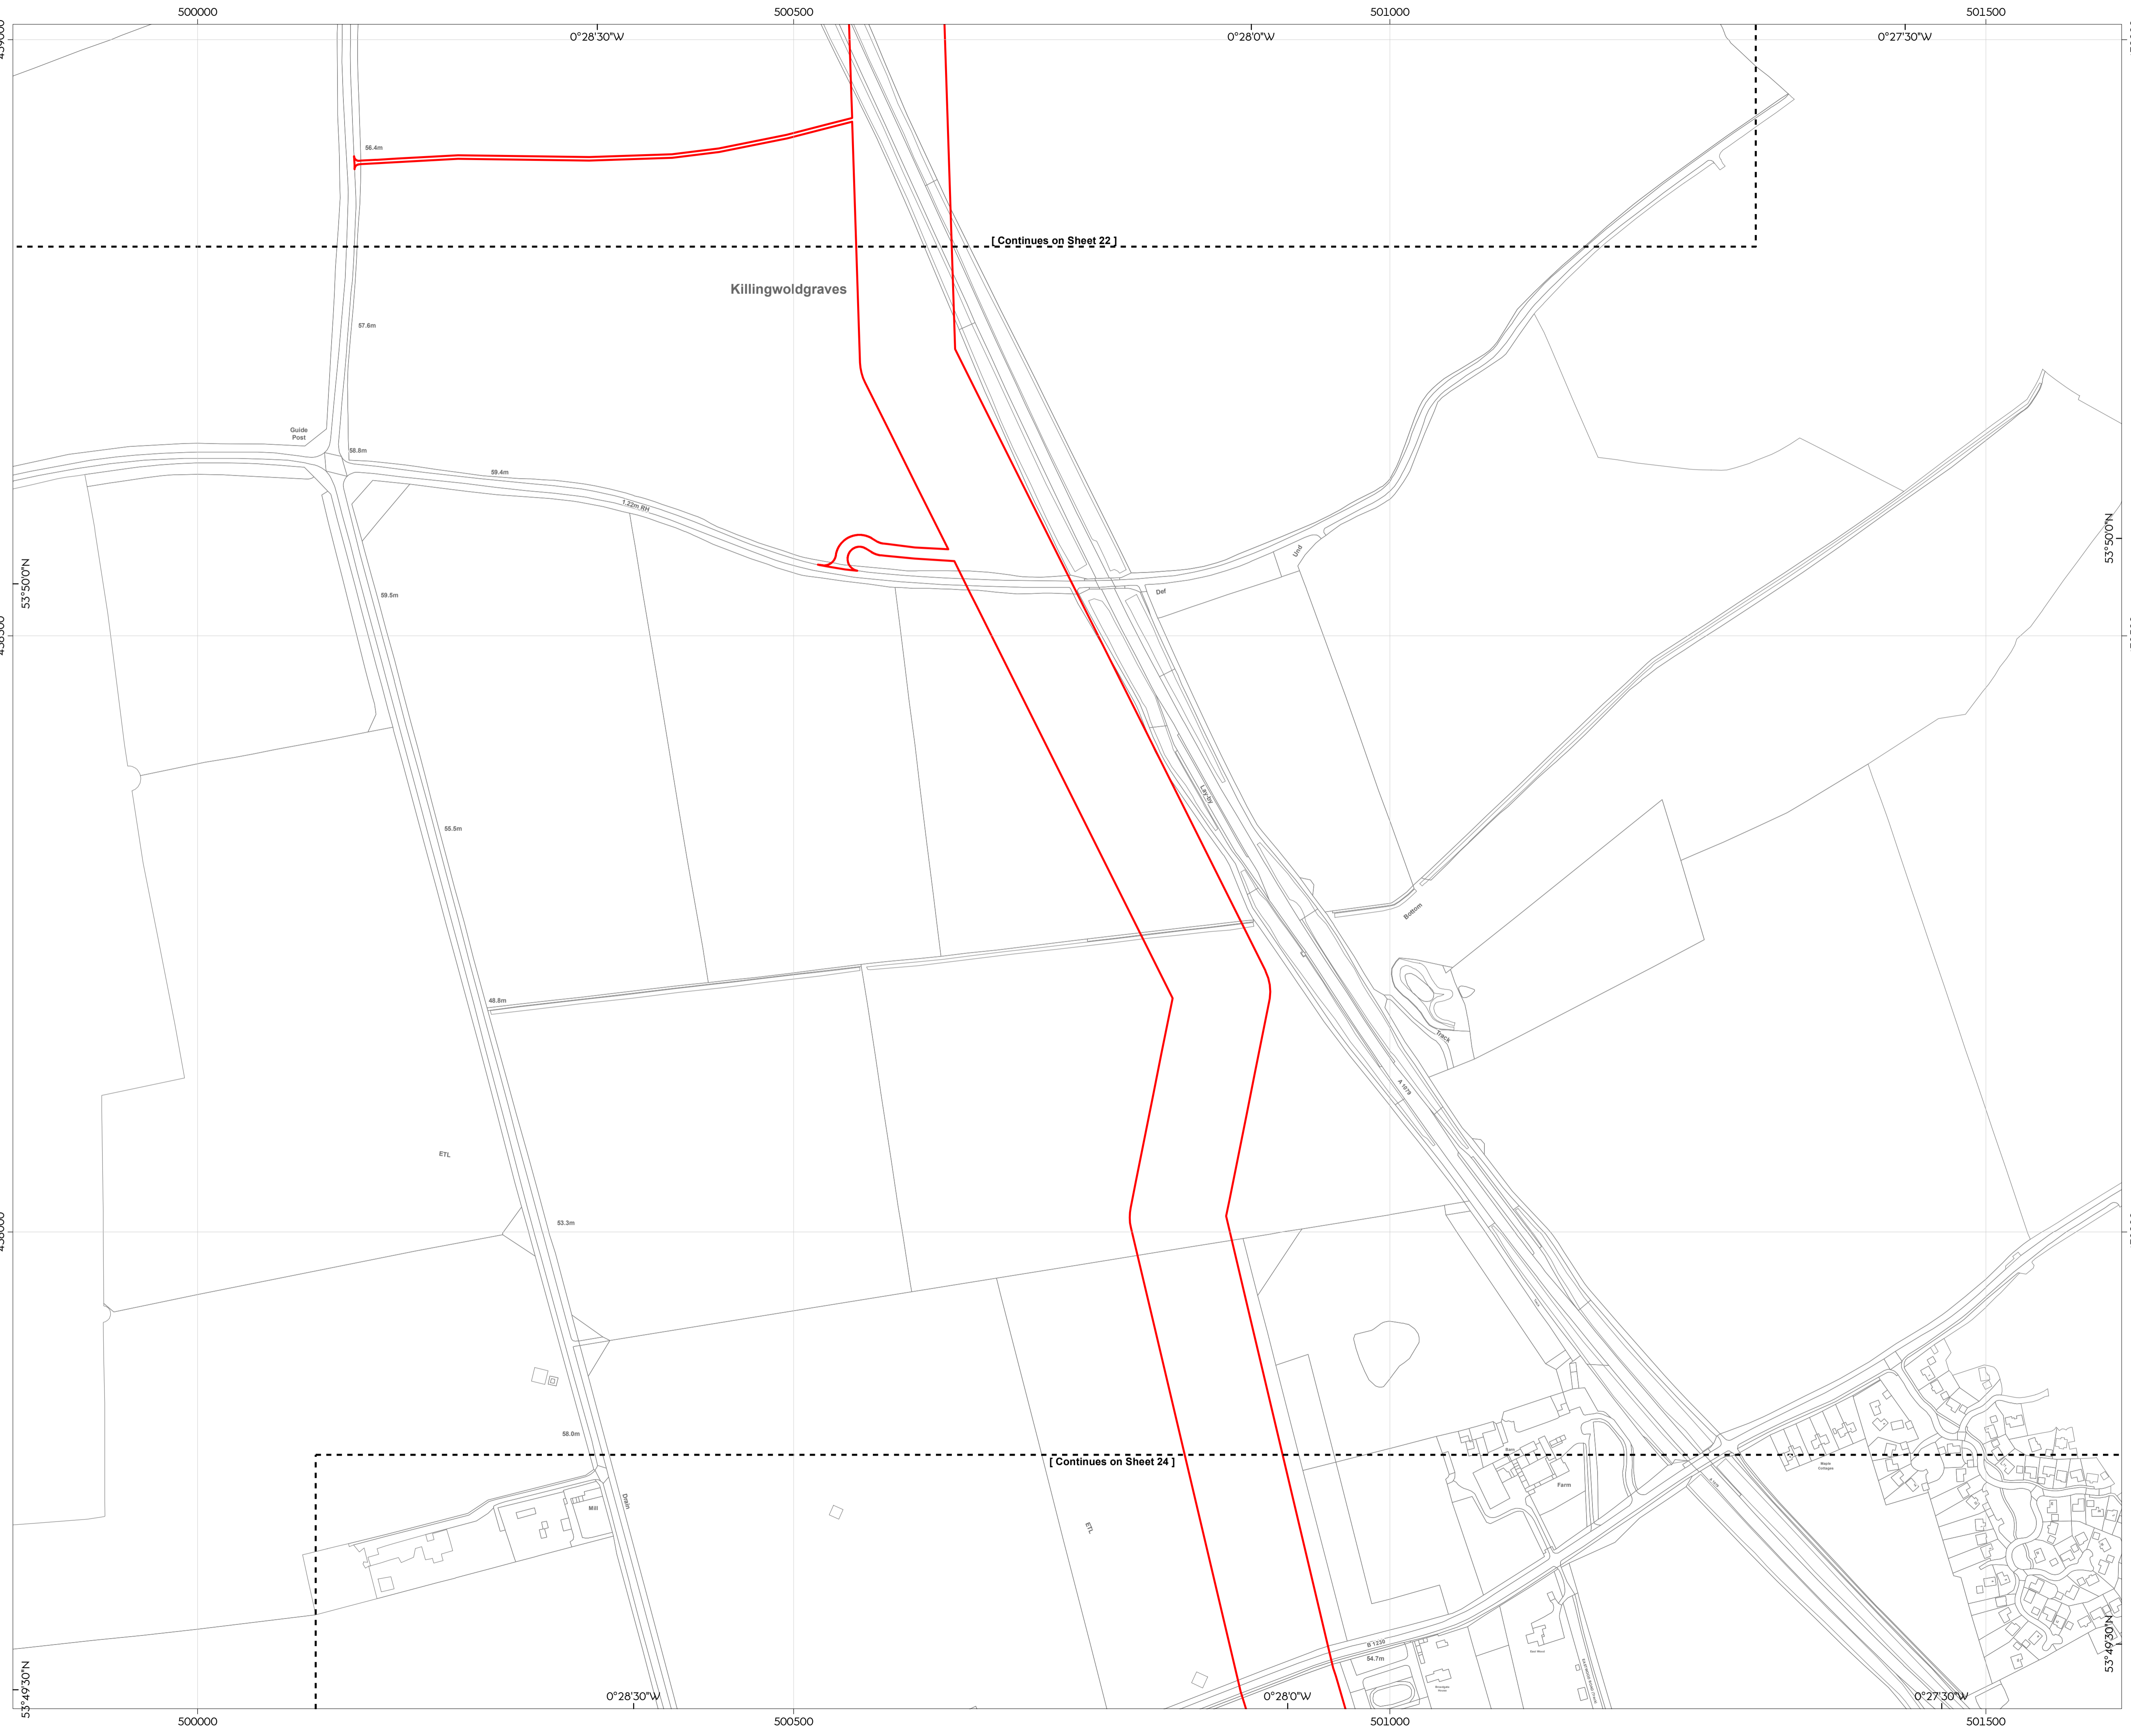 500000
500500
501000
501500
0°28'30"W
0°28'0"W
0°27'30"W
56.4m
[ Continues on Sheet 22 ]
Killingwoldgraves
57.6m
Guide
Post
58.8m
59.4m
1.22m RH
Und
Def
53°50'0"N
53°50'0"N
59.5m
Lay-by
55.5m
Bottom
48.8m
Track
A 1079
ETL
53.3m
58.0m
[ Continues on Sheet 24 ]
Barn
Farm
Maple
Cottages
Mill
Drain
ETL
B 1230
54.7m
53°49'30"N
53°49'30"N
0°28'30"W
0°28'0"W
0°27'30"W
500000
500500
501000
501500